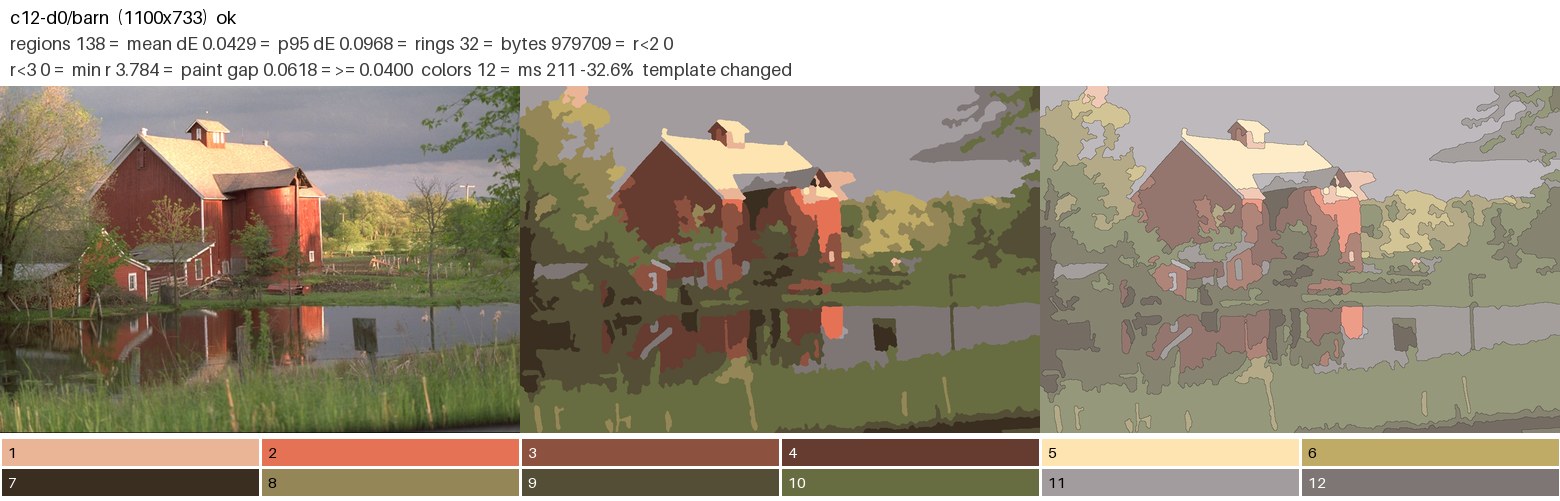 c12-d0/barn (1100x733) ok
regions 138 = mean dE 0.0429 = p95 dE 0.0968 = rings 32 = bytes 979709 = r<2 0
r<3 0 = min r 3.784 = paint gap 0.0618 = >= 0.0400 colors 12 = ms 211 -32.6% template changed
1 2 3 4 5 6
7 8 9 10 11 12